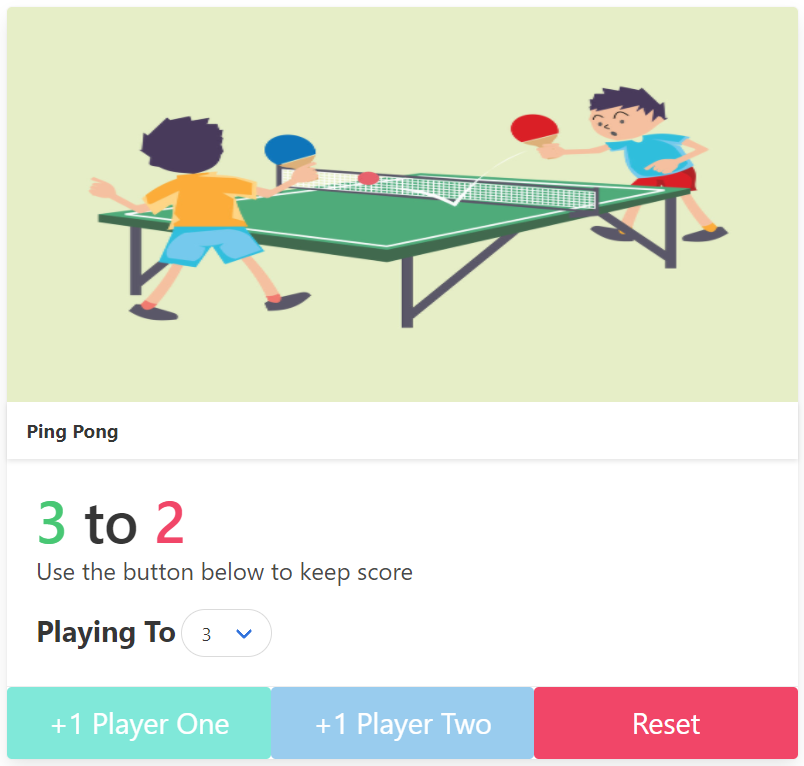 Ping Pong
3 to 2
Use the button below to keep score
Playing To 3
+1 Player One +1 Player Two Reset